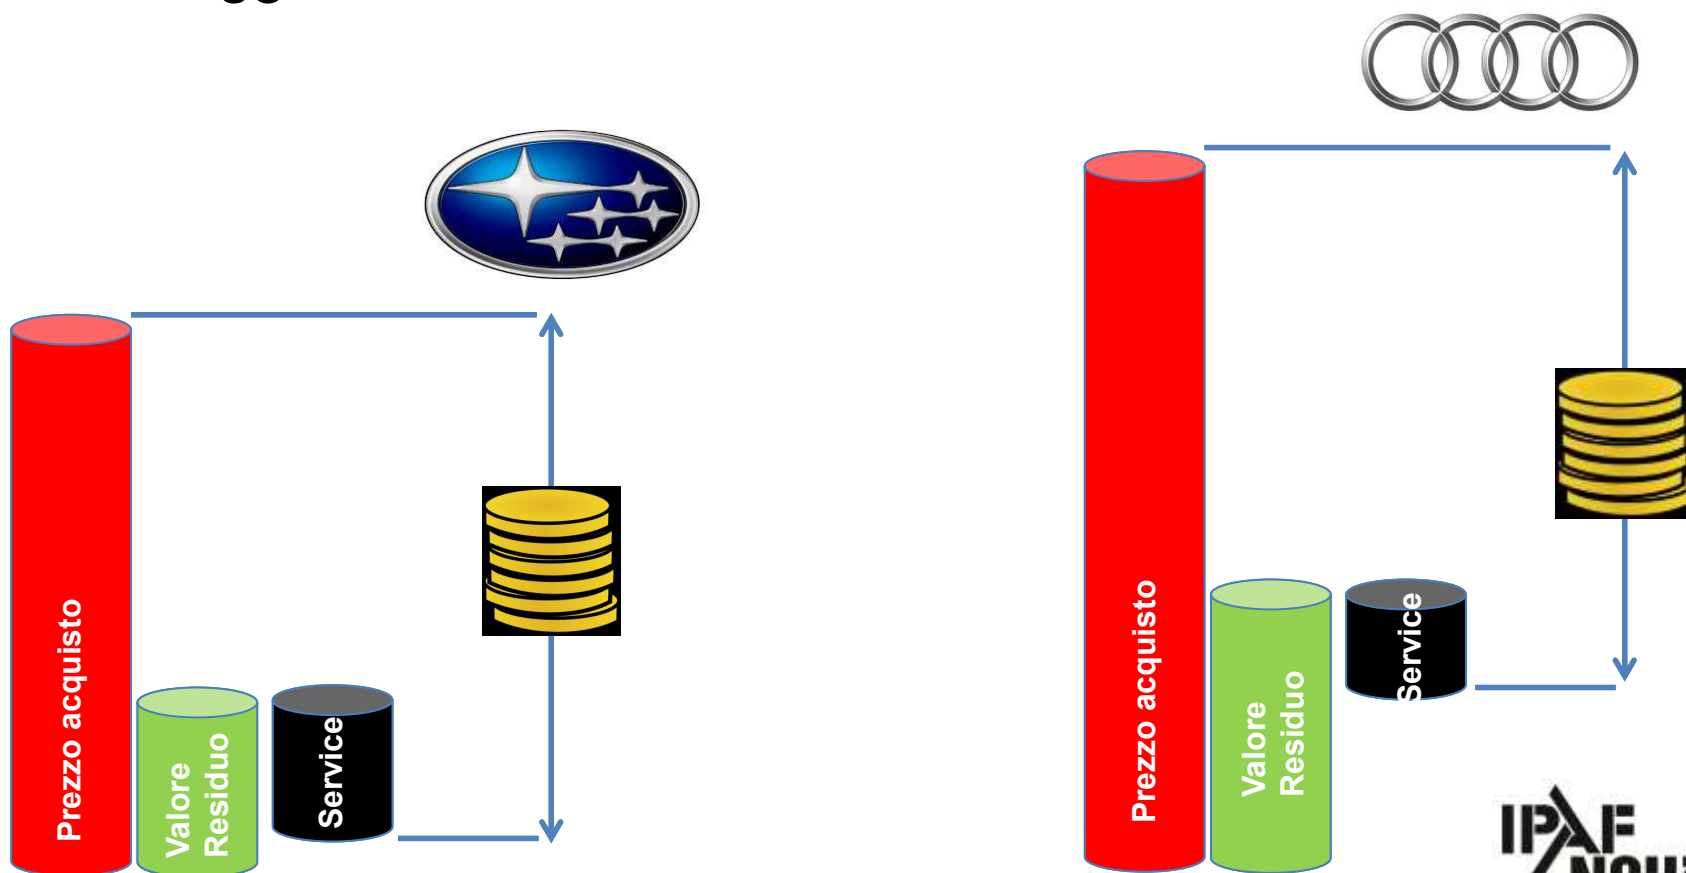 Prezzo acquisto
Valore
Residuo
Service
Prezzo acquisto
Valore
Residuo
Service
IPAF